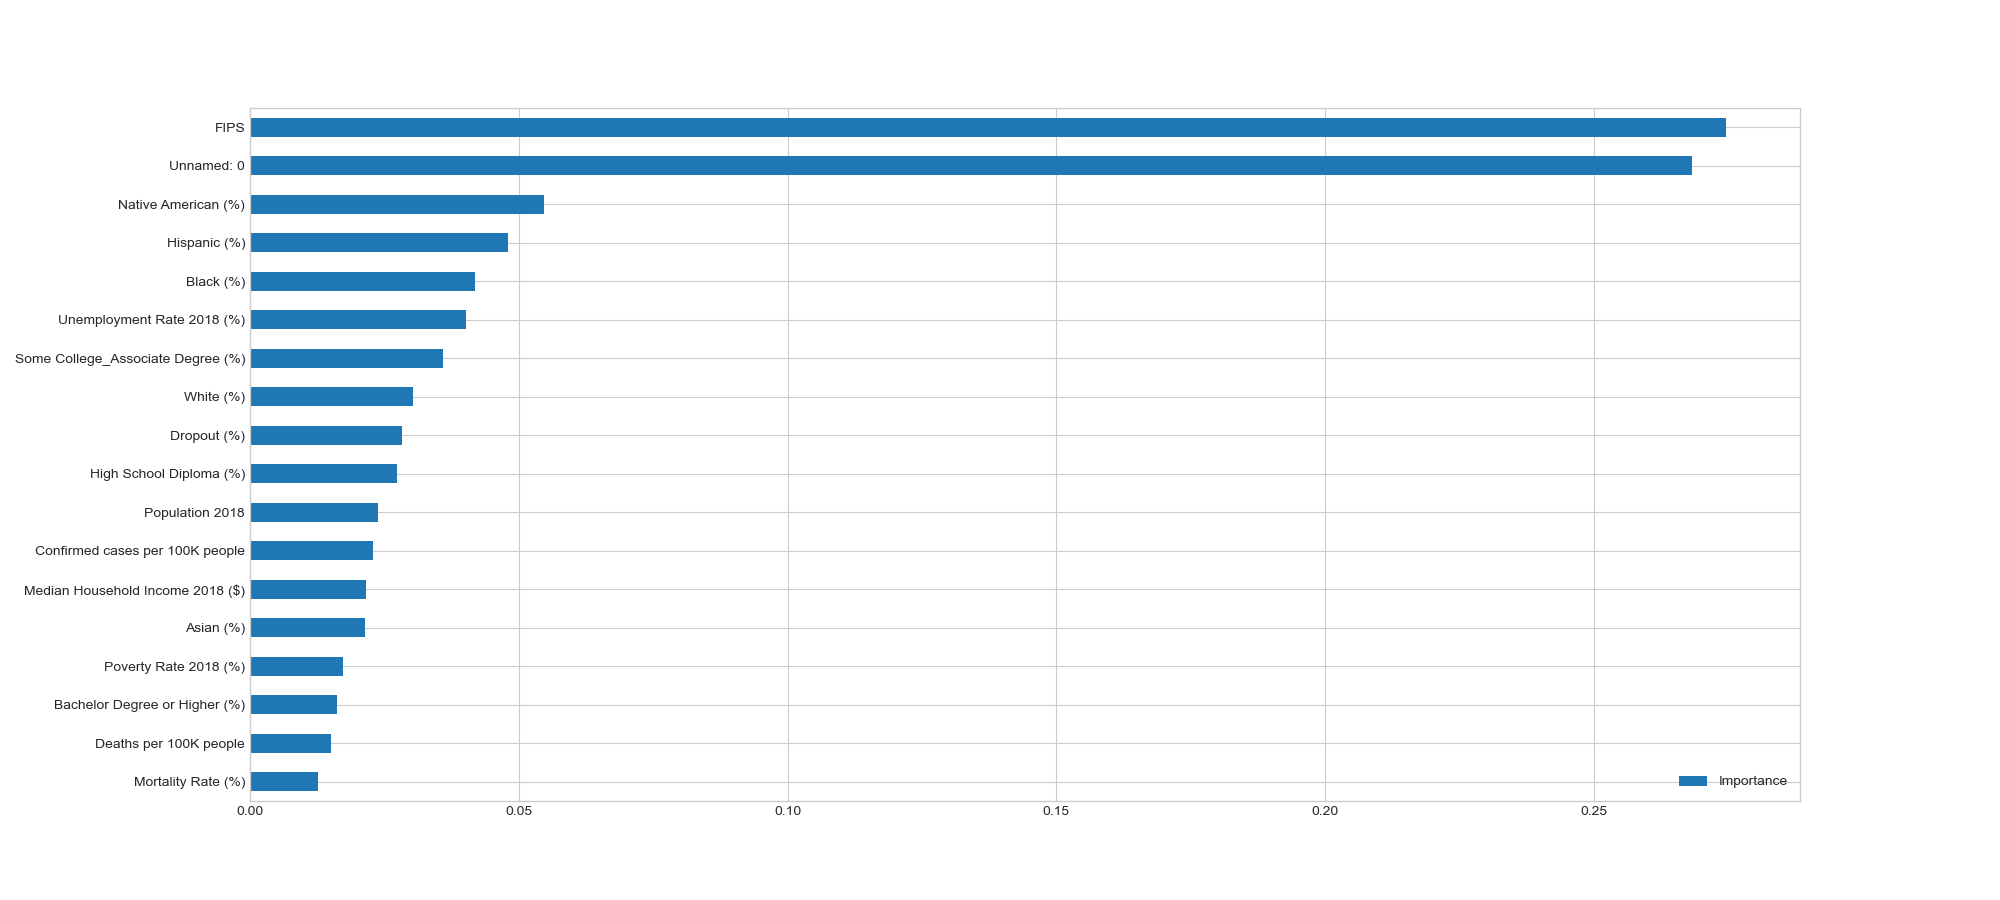 FIPS
Unnamed: 0
Native American (%)
Hispanic (%)
Black (%)
Unemployment Rate 2018 (%)
Some College_Associate Degree (%)
White (%)
Dropout (%)
High School Diploma (%)
Population 2018
Confirmed cases per 100K people
Median Household Income 2018 ($)
Asian (%)
Poverty Rate 2018 (%)
Bachelor Degree or Higher (%)
Deaths per 100K people
Mortality Rate (%)
Importance
0.00 0.05 0.10 0.15 0.20 0.25